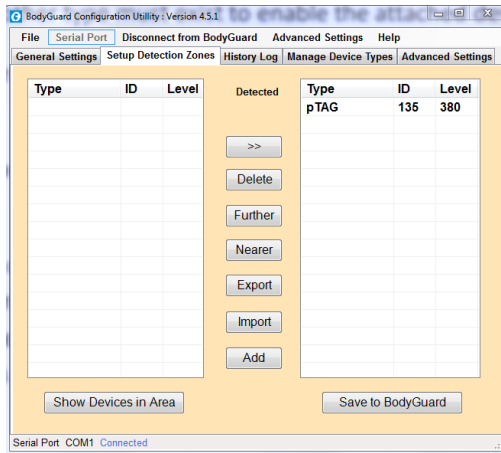 BodyGuard Configuration Utillity : Version 4.5.1
to enable the attac
File Serial Port Disconnect from BodyGuard Advanced Settings Help
General Settings Setup Detection Zones History Log Manage Device Types Advanced Settings
Type ID Level Detected Type ID Level
pTAG 135 380
>>
Delete
Further
Nearer
Export
Import
Add
Show Devices in Area Save to BodyGuard
Serial Port COM1 Connected